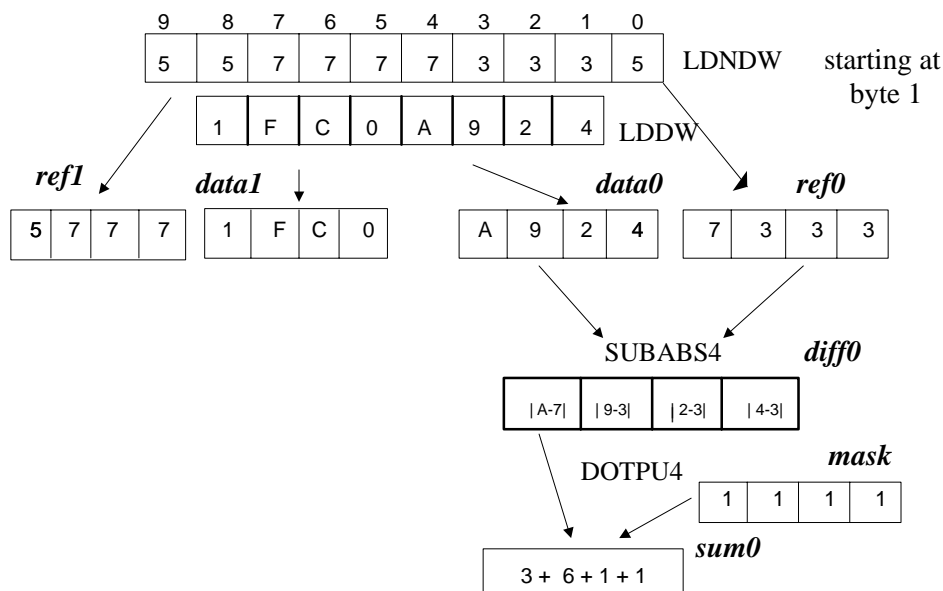 9 8 7 6 5 4 3 2 1 0
5 5 7 7 7 7 3 3 3 5 LDNDW starting at
byte 1
1 F C 0 A 9 2 4 LDDW
ref1 data1 data0 ref0
5 7 7 7 1 F C 0 A 9 2 4 7 3 3 3
SUBABS4 diff0
| A-7| | 9-3| | 2-3| | 4-3|
DOTPU4 mask
1 1 1 1
sum0
3 + 6 + 1 + 1